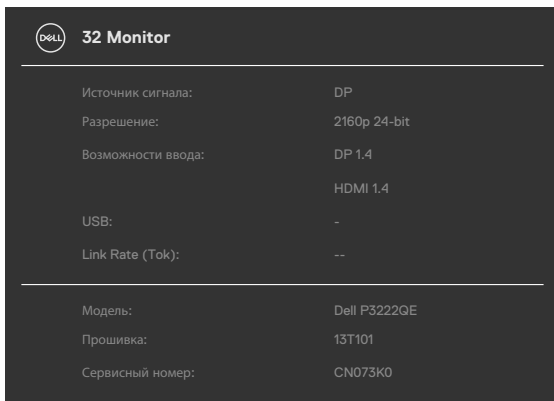 DELL 32 Monitor
Источник сигнала: DP
Разрешение: 2160p 24-bit
Возможности ввода: DP 1.4
HDMI 1.4
USB: -
Link Rate (Tok): --
Модель: Dell P3222QE
Прошивка: 13T101
Сервисный номер: CN073K0